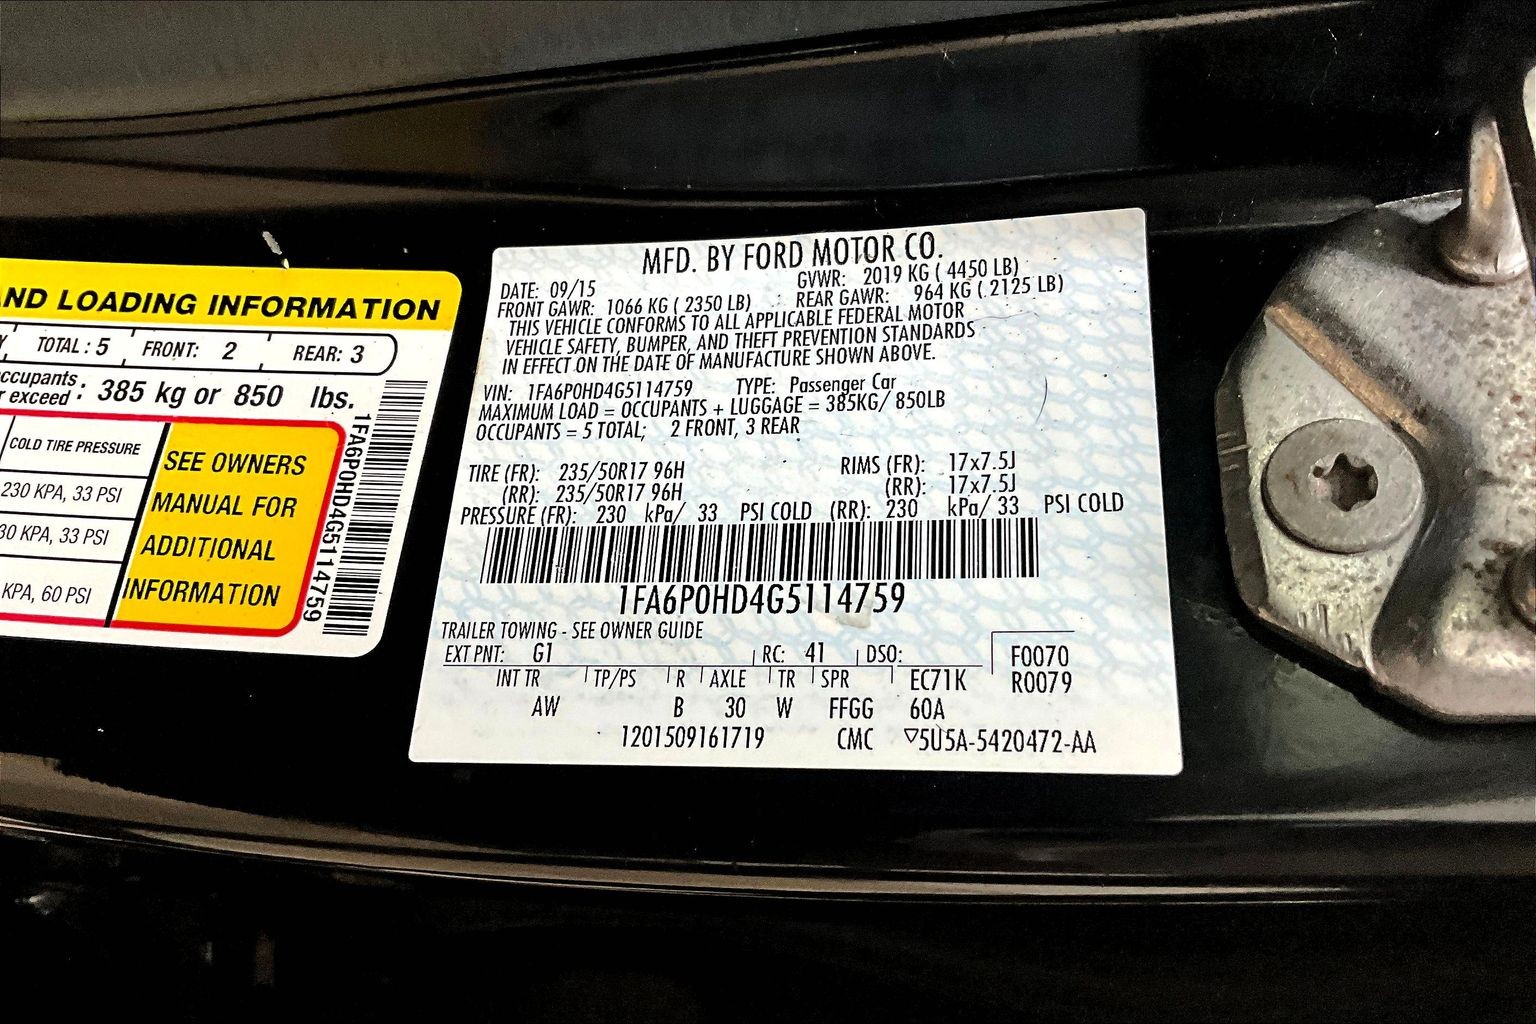 AND LOADING INFORMATION
TOTAL: 5 FRONT: 2 REAR: 3
occupants
exceed : 385 kg or 850 lbs.
COLD TIRE PRESSURE
230 KPA, 33 PSI
30 KPA, 33 PSI
KPA, 60 PSI
SEE OWNERS
MANUAL FOR
ADDITIONAL
INFORMATION
1FA6P0HD4G5114759
MFD. BY FORD MOTOR CO.
DATE: 09/15 GVWR: 2019 KG ( 4450 LB)
FRONT GAWR: 1066 KG ( 2350 LB) REAR GAWR: 964 KG ( 2125 LB)
THIS VEHICLE CONFORMS TO ALL APPLICABLE FEDERAL MOTOR
VEHICLE SAFETY, BUMPER, AND THEFT PREVENTION STANDARDS
IN EFFECT ON THE DATE OF MANUFACTURE SHOWN ABOVE.
VIN: 1FA6P0HD4G5114759 TYPE: Passenger Car
MAXIMUM LOAD = OCCUPANTS + LUGGAGE = 385KG/ 850LB
OCCUPANTS = 5 TOTAL; 2 FRONT, 3 REAR
TIRE (FR): 235/50R17 96H RIMS (FR): 17x7.5J
(RR): 235/50R17 96H (RR): 17x7.5J
PRESSURE (FR): 230 kPa/ 33 PSI COLD (RR): 230 kPa/ 33 PSI COLD
1FA6P0HD4G5114759
TRAILER TOWING - SEE OWNER GUIDE
EXT PNT: G1 RC: 41 DSO: F0070
INT TR TP/PS R AXLE TR SPR EC71K R0079
AW B 30 W FFGG 60A
1201509161719 CMC ▽5U5A-5420472-AA